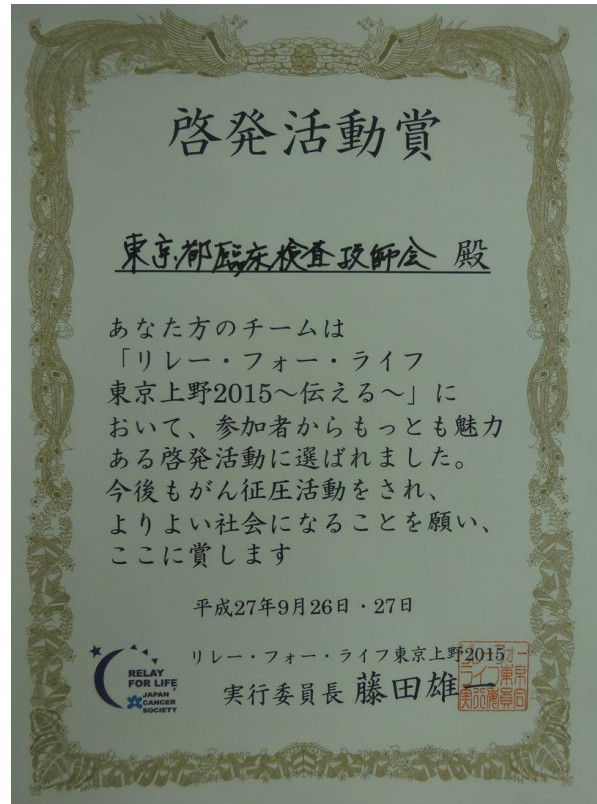 啓発活動賞
東京都臨床検査技師会 殿
あなた方のチームは
「リレー・フォー・ライフ
東京上野2015～伝える～」に
おいて、参加者からもっとも魅力
ある啓発活動に選ばれました。
今後もがん征圧活動をされ、
よりよい社会になることを願い、
ここに賞します
平成27年9月26日・27日
リレー・フォー・ライフ東京上野2015
実行委員長 藤田雄一
RELAY
FOR LIFE
JAPAN
CANCER
SOCIETY